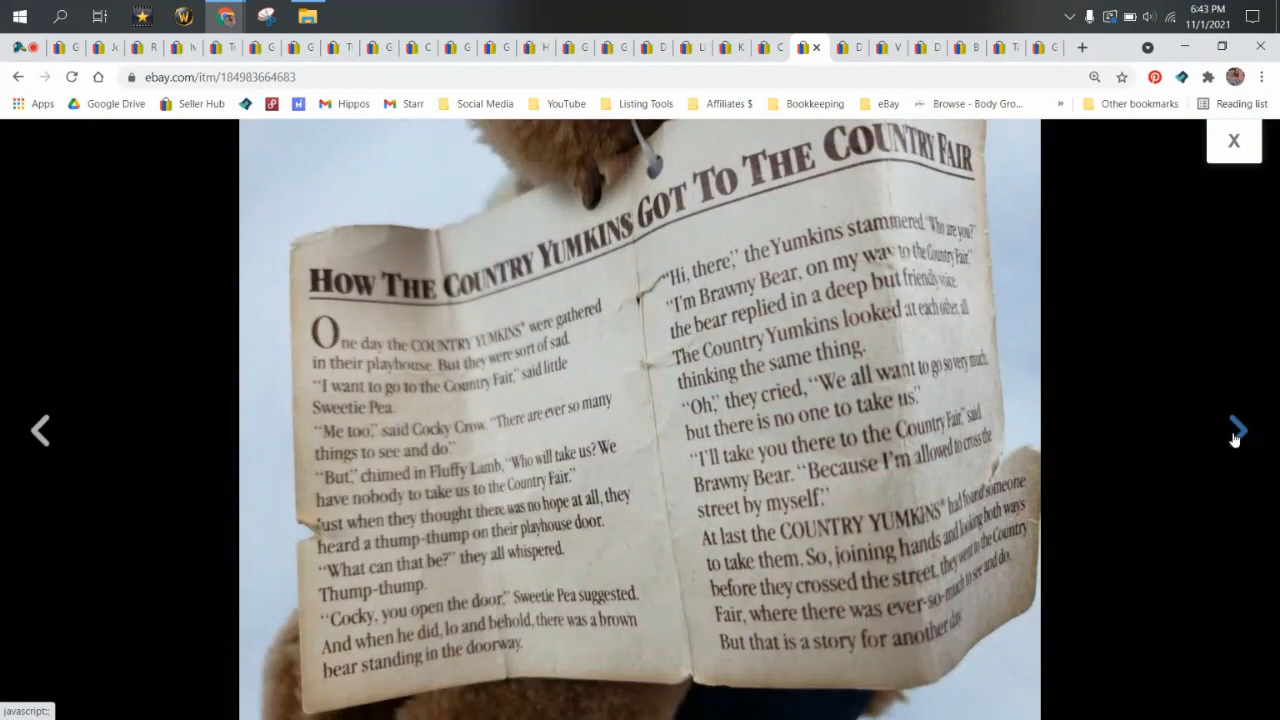 6:43 PM
11/1/2021
ebay.com/itm/184983664683
Apps
Google Drive
Seller Hub
Hippos
Starr
Social Media
YouTube
Listing Tools
Affiliates $
Bookkeeping
eBay
Browse - Body Gro...
»
Other bookmarks
Reading list
X
HOW THE COUNTRY YUMKINS GOT TO THE COUNTRY FAIR
One day the COUNTRY YUMKINS® were gathered
in their playhouse. But they were sort of sad.
"I want to go to the Country Fair," said little
Sweetie Pea.
"Me too," said Cocky Crow. "There are ever so many
things to see and do."
"But," chimed in Fluffy Lamb, "Who will take us? We
have nobody to take us to the Country Fair."
Just when they thought there was no hope at all, they
heard a thump-thump on their playhouse door.
"What can that be?" they all whispered.
Thump-thump.
"Cocky, you open the door," Sweetie Pea suggested.
And when he did, lo and behold, there was a brown
bear standing in the doorway.
"Hi, there," the Yumkins stammered. "Who are you?"
"I'm Brawny Bear, on my way to the Country Fair,"
the bear replied in a deep but friendly voice.
The Country Yumkins looked at each other, all
thinking the same thing.
"Oh," they cried, "We all want to go so very much,
but there is no one to take us."
"I'll take you there to the Country Fair," said
Brawny Bear. "Because I'm allowed to cross the
street by myself."
At last the COUNTRY YUMKINS® had found someone
to take them. So, joining hands and looking both ways
before they crossed the street, they went to the Country
Fair, where there was ever-so-much to see and do.
But that is a story for another day.
javascript:;